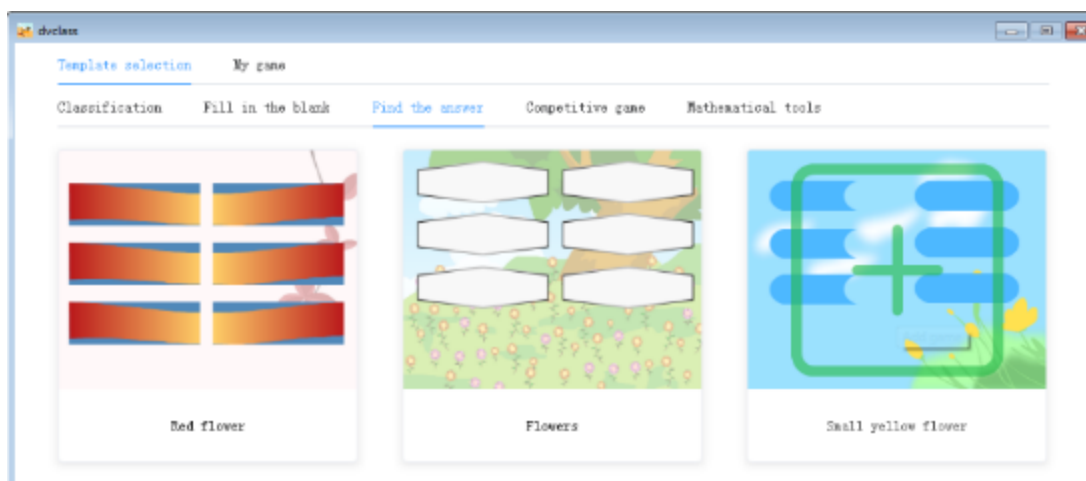 dvclass
Template selection My game
Classification Fill in the blank Find the answer Competitive game Mathematical tools
Red flower Flowers Small yellow flower